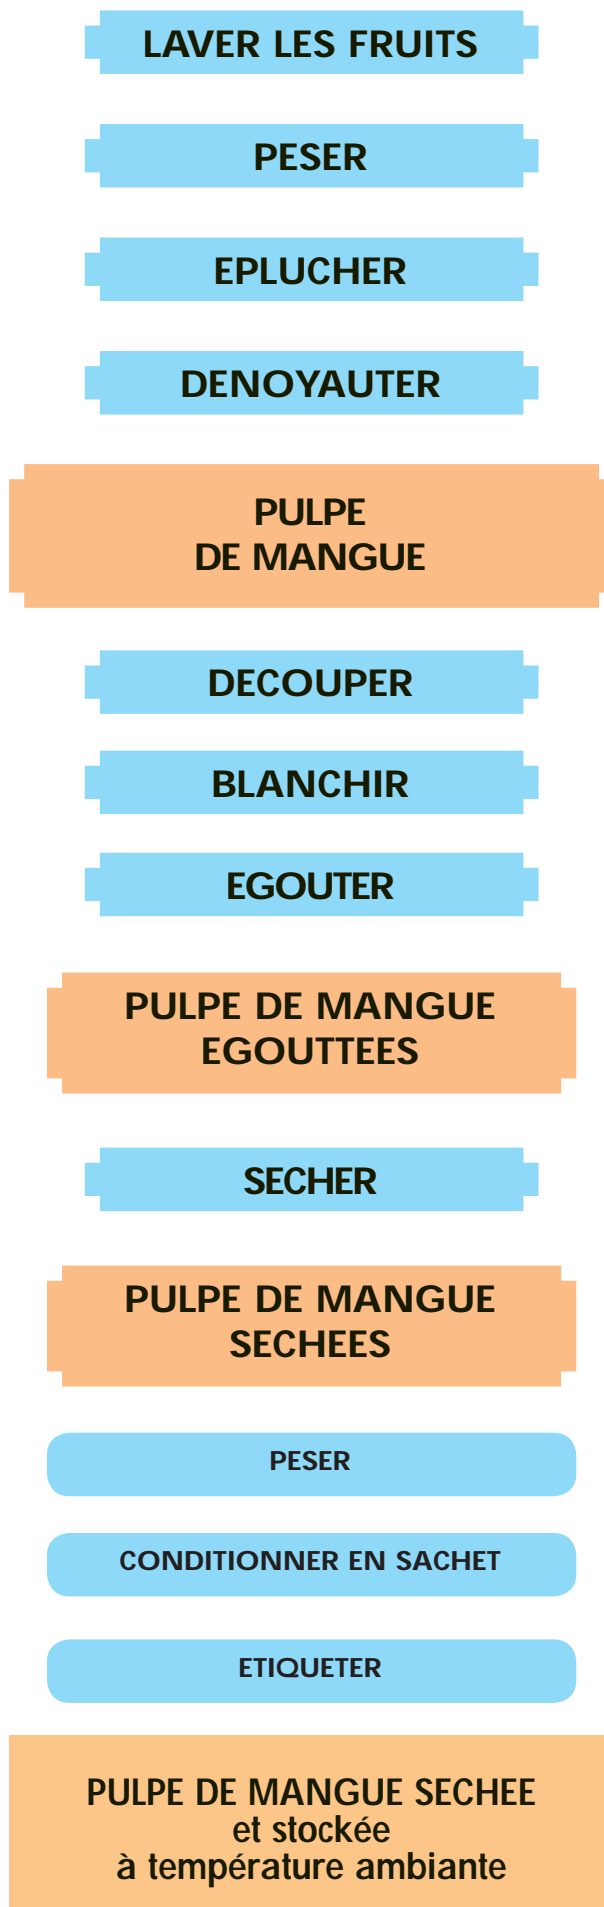 LAVER LES FRUITS
PESER
EPLUCHER
DENOYAUTER
PULPE
DE MANGUE
DECOUPER
BLANCHIR
EGOUTER
PULPE DE MANGUE
EGOUTTEES
SECHER
PULPE DE MANGUE
SECHEES
PESER
CONDITIONNER EN SACHET
ETIQUETER
PULPE DE MANGUE SECHEE
et stockée
à température ambiante